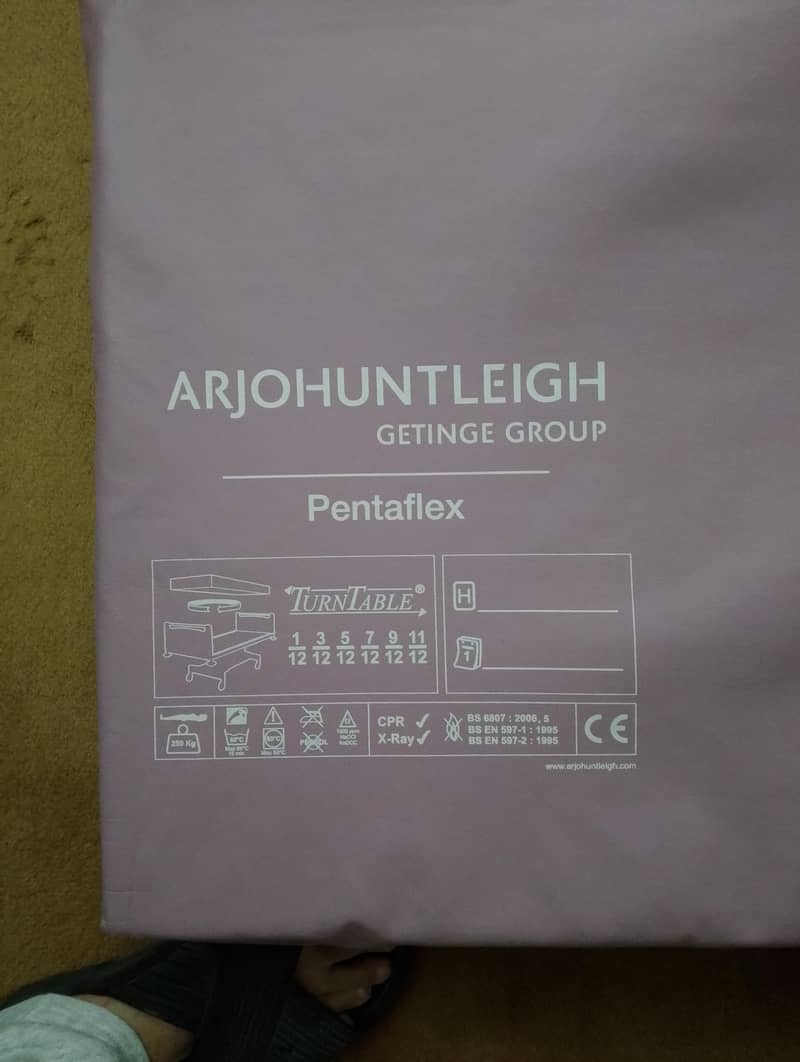 ARJOHUNTLEIGH
GETINGE GROUP
Pentaflex
TURNTABLE®
1 3 5 7 9 11
12 12 12 12 12 12
H
1
250 Kg
CPR ✓
X-Ray ✓
BS 6807 : 2006, 5
BS EN 597-1 : 1995
BS EN 597-2 : 1995
CE
www.arjohuntleigh.com